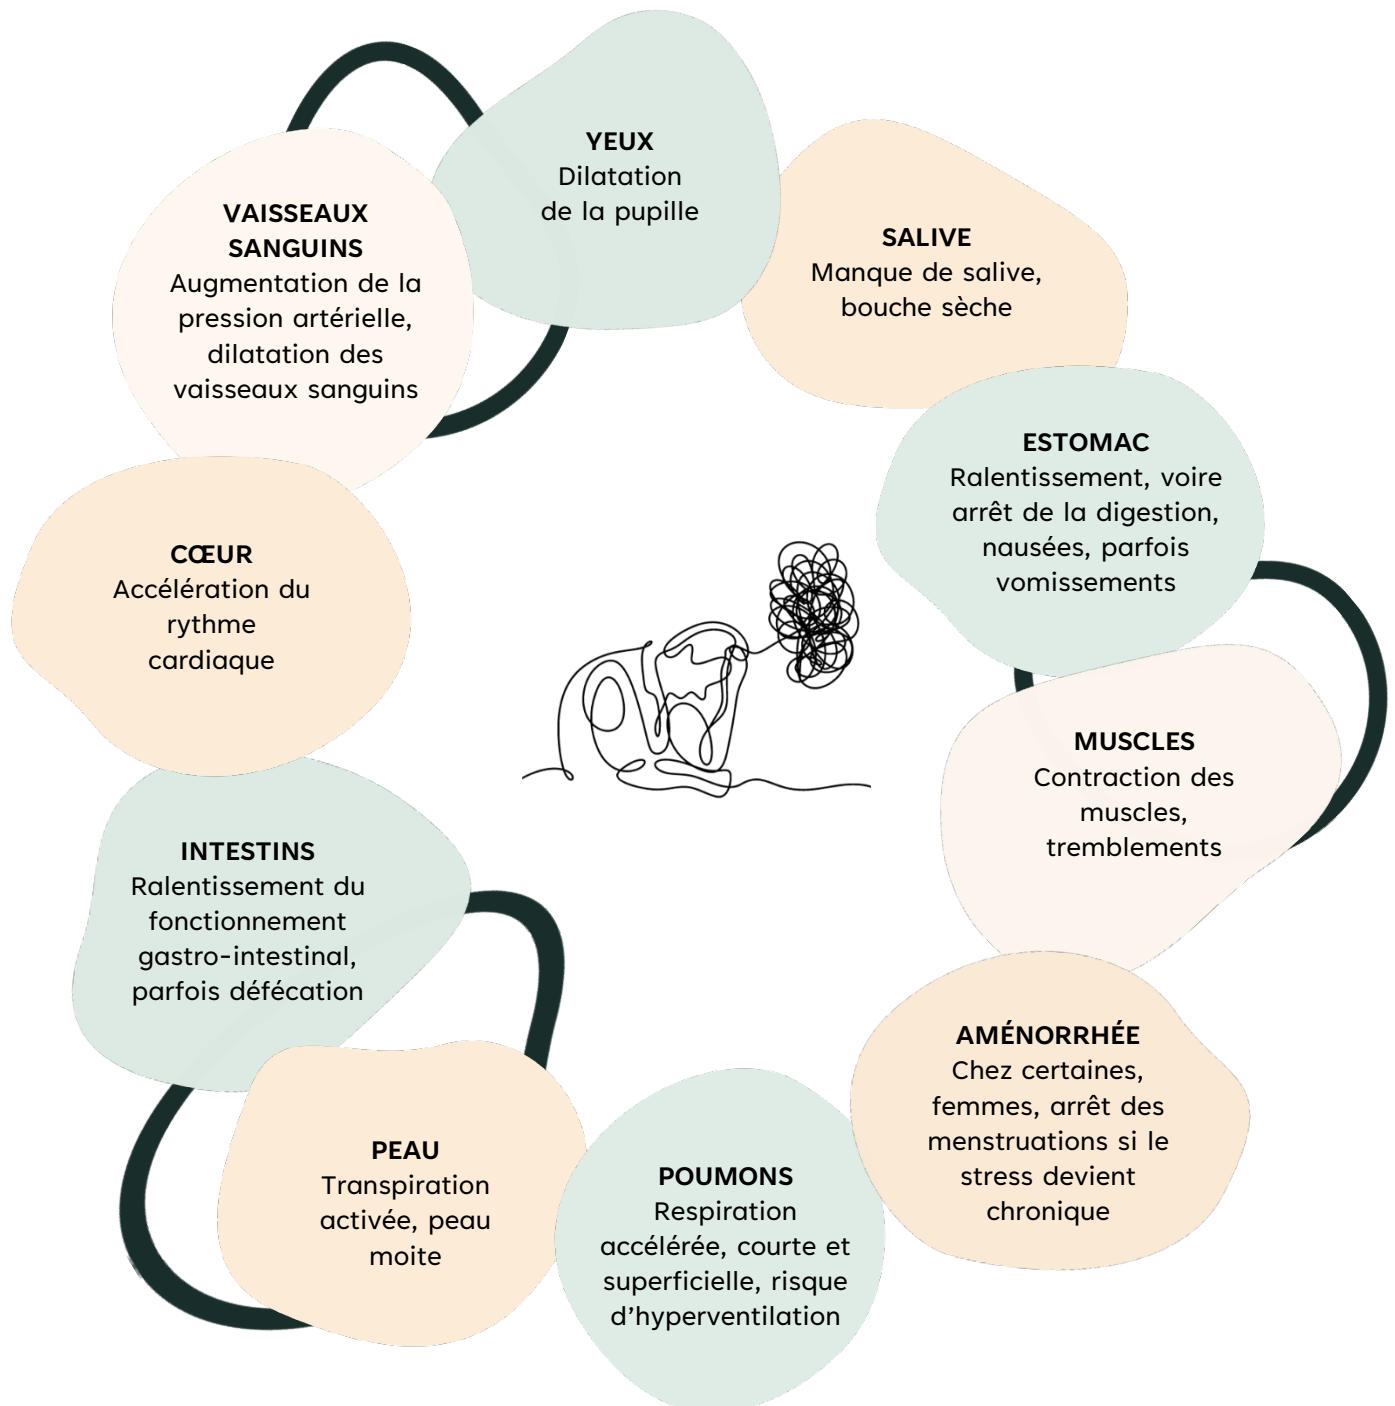 YEUX
Dilatation
de la pupille
SALIVE
Manque de salive,
bouche sèche
ESTOMAC
Ralentissement, voire
arrêt de la digestion,
nausées, parfois
vomissements
MUSCLES
Contraction des
muscles,
tremblements
AMÉNORRHÉE
Chez certaines,
femmes, arrêt des
menstruations si le
stress devient
chronique
POUMONS
Respiration
accélérée, courte et
superficielle, risque
d’hyperventilation
PEAU
Transpiration
activée, peau
moite
INTESTINS
Ralentissement du
fonctionnement
gastro-intestinal,
parfois défécation
CŒUR
Accélération du
rythme
cardiaque
VAISSEAUX
SANGUINS
Augmentation de la
pression artérielle,
dilatation des
vaisseaux sanguins